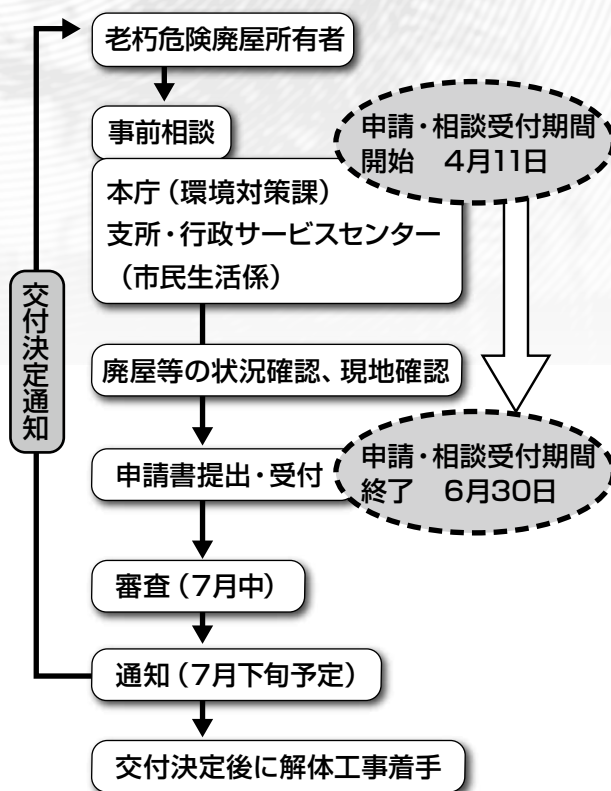 老朽危険廃屋所有者
事前相談
申請・相談受付期間
開始　4月11日
本庁（環境対策課）
支所・行政サービスセンター
（市民生活係）
交付決定通知
廃屋等の状況確認、現地確認
申請書提出・受付
申請・相談受付期間
終了　6月30日
審査（7月中）
通知（7月下旬予定）
交付決定後に解体工事着手